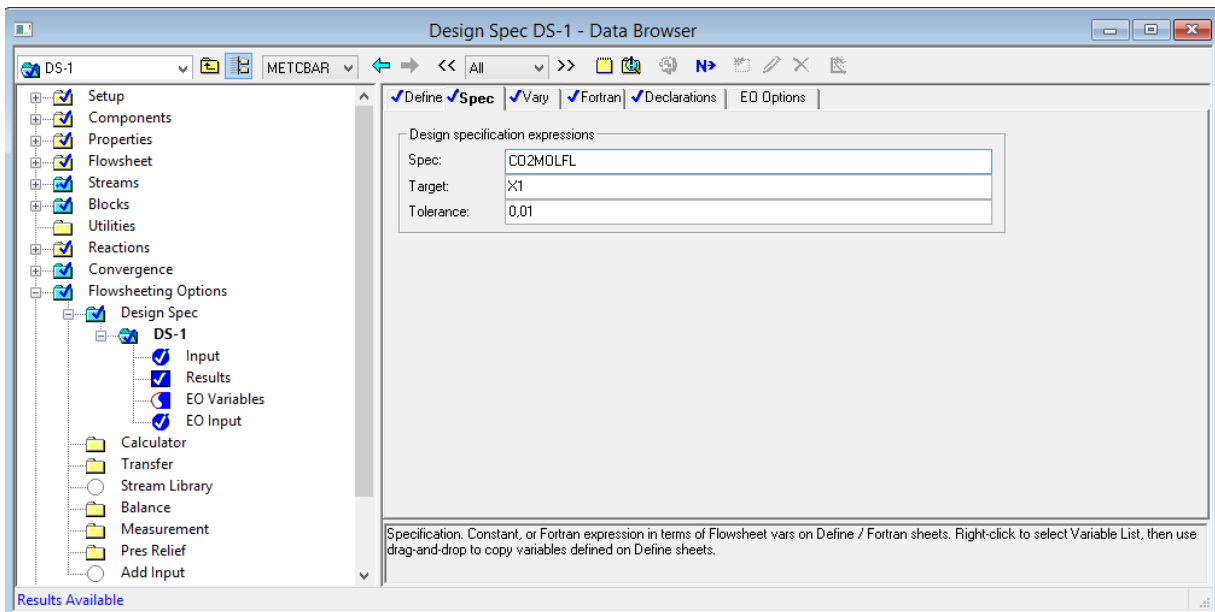 Design Spec DS-1 - Data Browser
DS-1 METCBAR << All >> N>
Setup
Components
Properties
Flowsheet
Streams
Blocks
Utilities
Reactions
Convergence
Flowsheeting Options
Design Spec
DS-1
Input
Results
EO Variables
EO Input
Calculator
Transfer
Stream Library
Balance
Measurement
Pres Relief
Add Input
Define Spec Vary Fortran Declarations EO Options
Design specification expressions
Spec: CO2MOLFL
Target: X1
Tolerance: 0,01
Specification. Constant, or Fortran expression in terms of Flowsheet vars on Define / Fortran sheets. Right-click to select Variable List, then use
drag-and-drop to copy variables defined on Define sheets.
Results Available